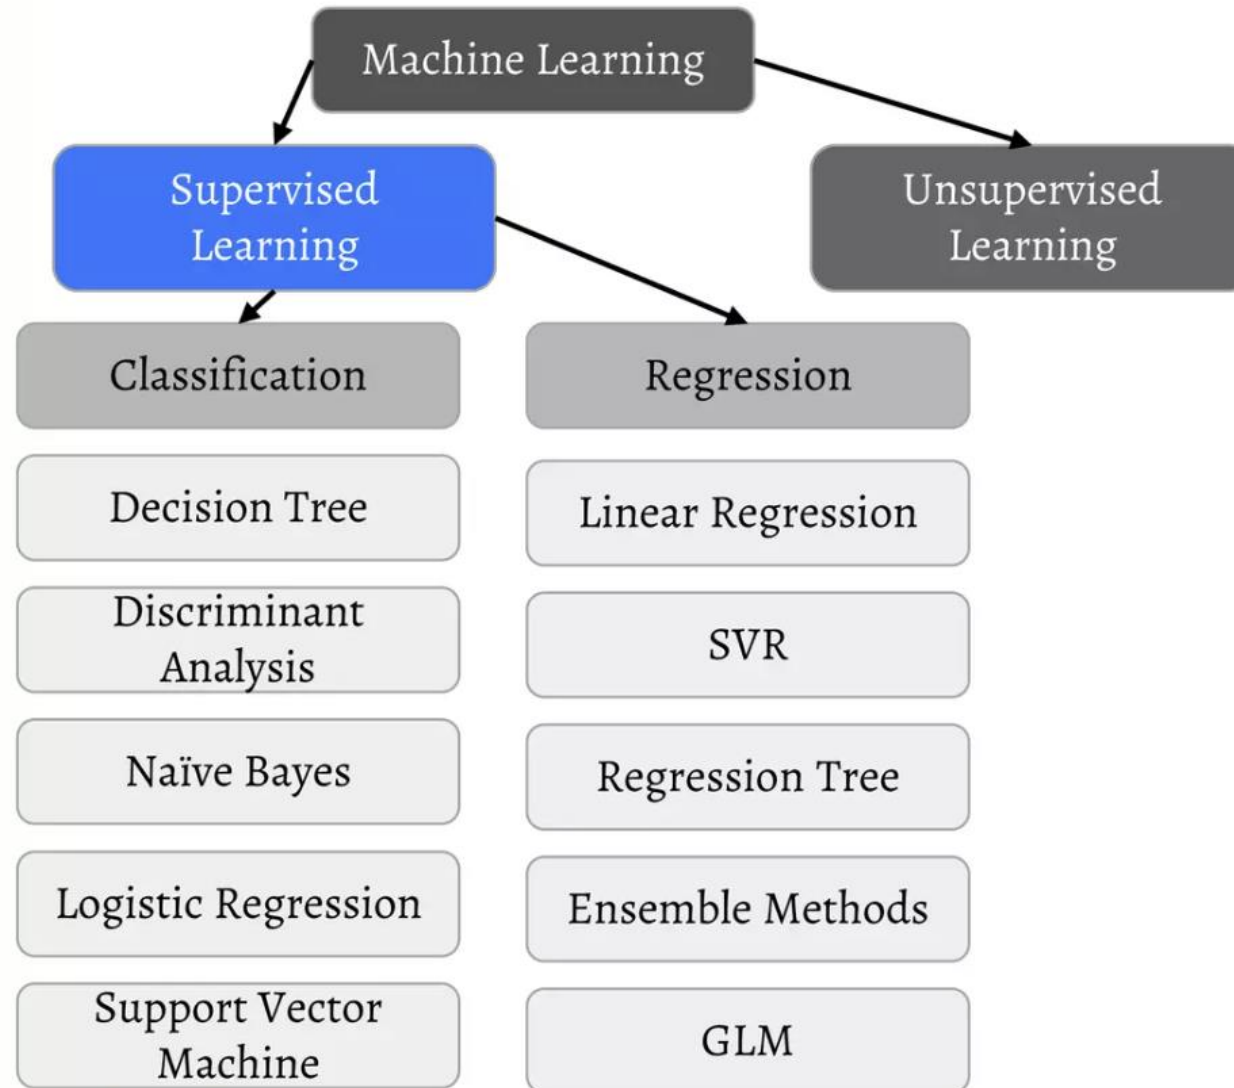 Machine Learning
Supervised
Learning
Unsupervised
Learning
Classification
Regression
Decision Tree
Linear Regression
Discriminant
Analysis
SVR
Naïve Bayes
Regression Tree
Logistic Regression
Ensemble Methods
Support Vector
Machine
GLM